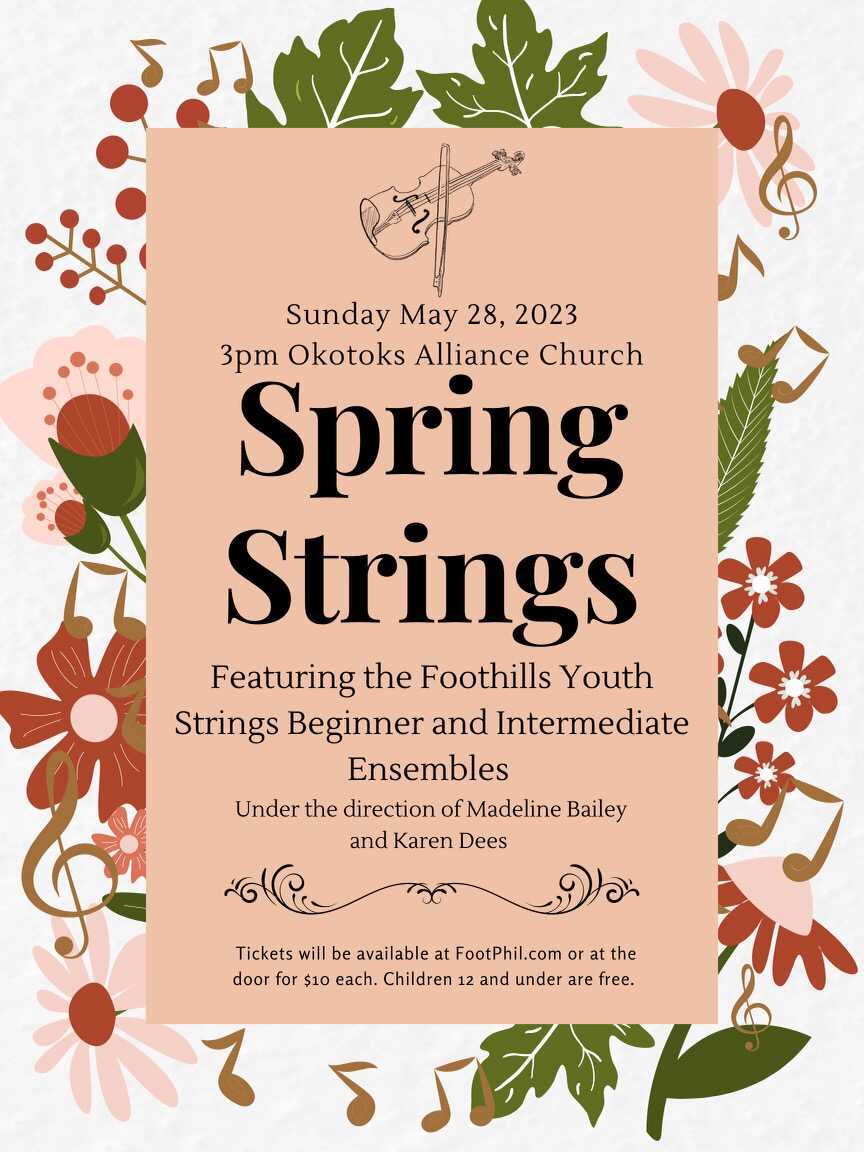 Sunday May 28, 2023
3pm Okotoks Alliance Church
Spring
Strings
Featuring the Foothills Youth
Strings Beginner and Intermediate
Ensembles
Under the direction of Madeline Bailey
and Karen Dees
Tickets will be available at FootPhil.com or at the
door for $10 each. Children 12 and under are free.